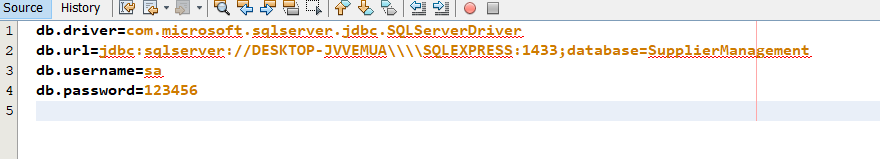 Source History
1 db.driver=com.microsoft.sqlserver.jdbc.SQLServerDriver
2 db.url=jdbc:sqlserver://DESKTOP-JVVEMUA\\\\SQLEXPRESS:1433;database=SupplierManagement
3 db.username=sa
4 db.password=123456
5